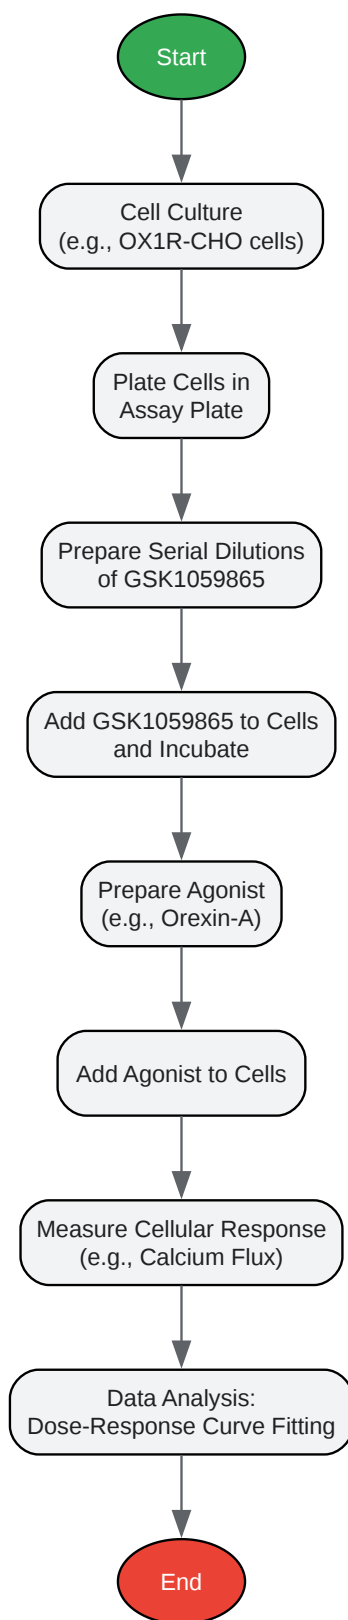 Start
Cell Culture
(e.g., OX1R-CHO cells)
Plate Cells in
Assay Plate
Prepare Serial Dilutions
of GSK1059865
Add GSK1059865 to Cells
and Incubate
Prepare Agonist
(e.g., Orexin-A)
Add Agonist to Cells
Measure Cellular Response
(e.g., Calcium Flux)
Data Analysis:
Dose-Response Curve Fitting
End